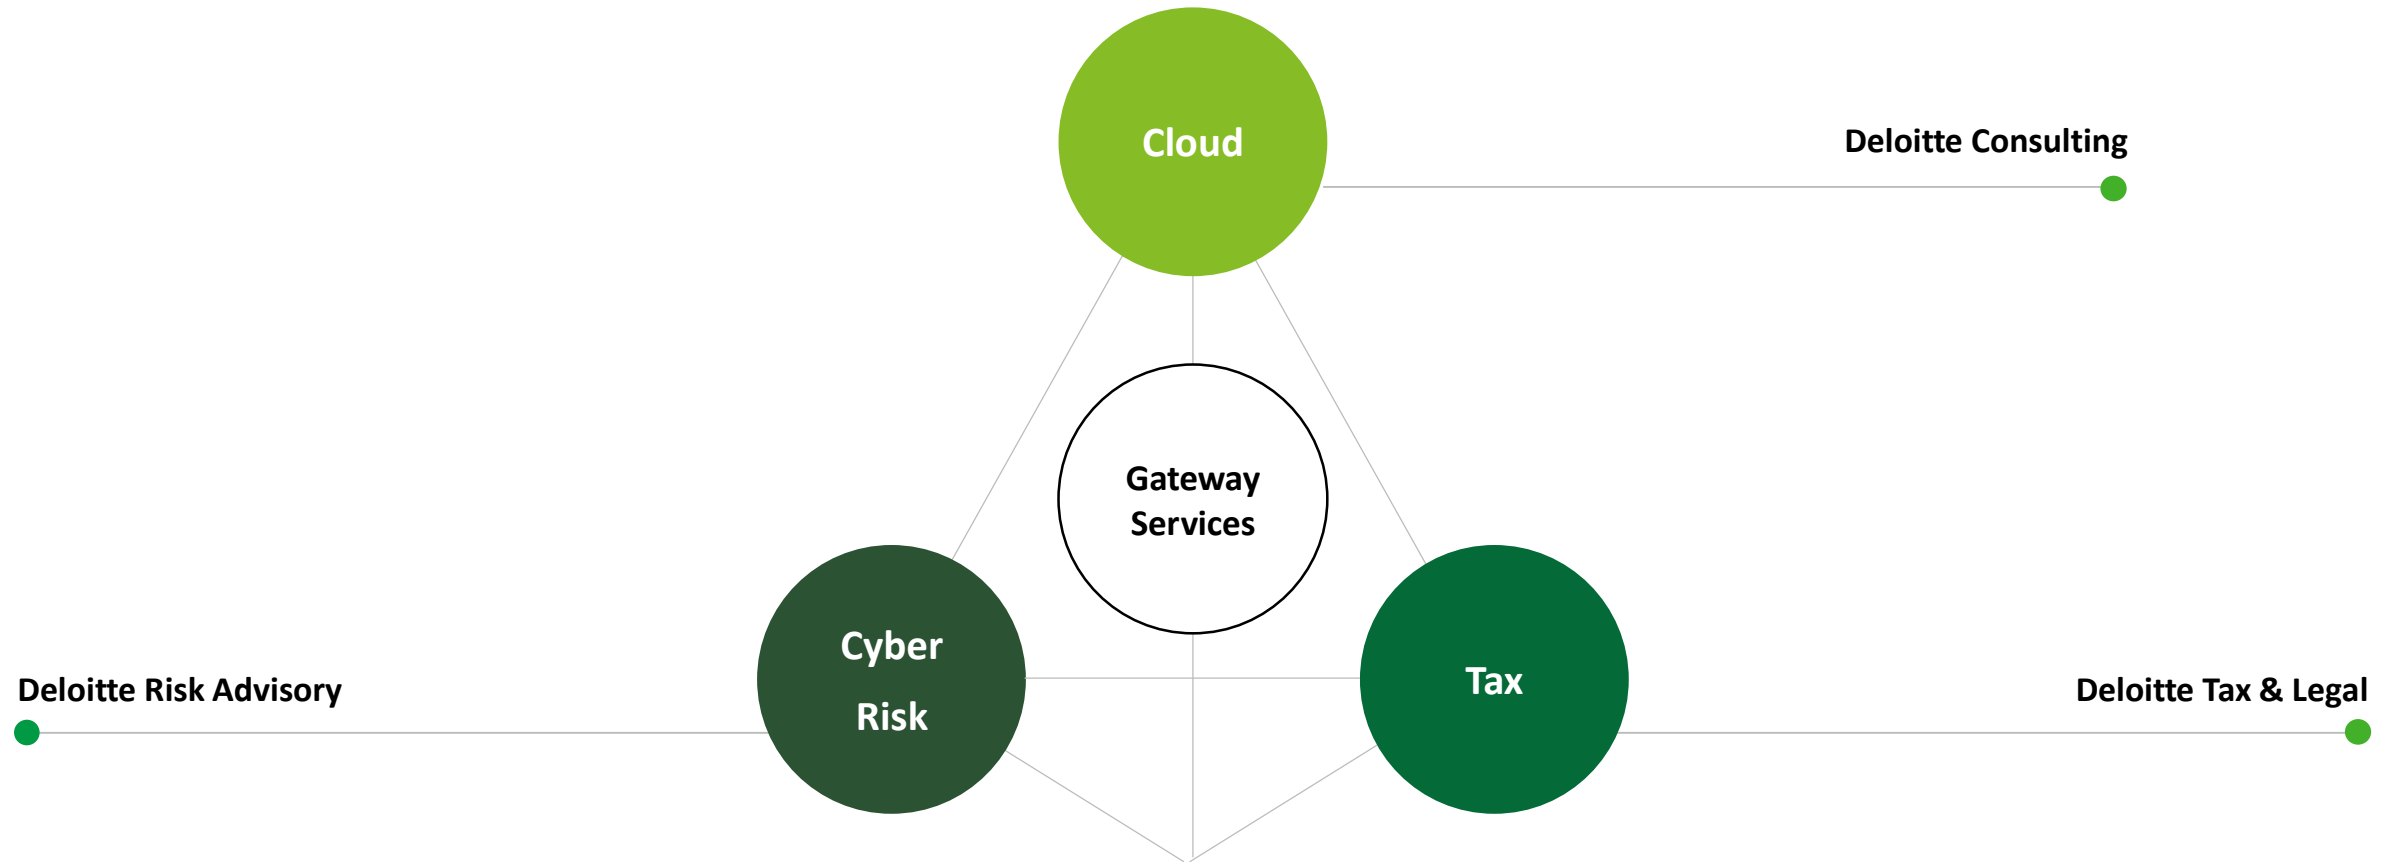 Cloud
Deloitte Consulting
Gateway
Services
Cyber
Risk
Tax
Deloitte Risk Advisory
Deloitte Tax & Legal